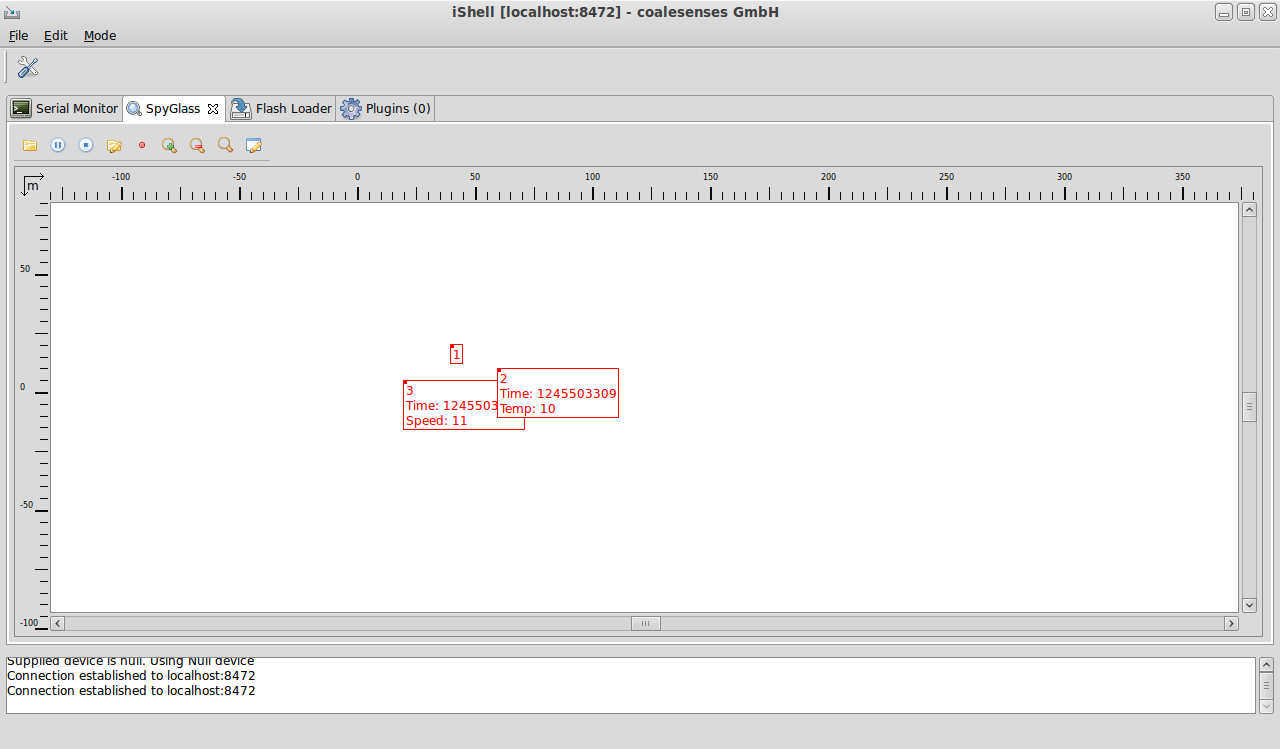 iShell [localhost:8472] - coalesenses GmbH
File Edit Mode
Serial Monitor SpyGlass Flash Loader Plugins (0)
m
-100 -50 0 50 100 150 200 250 300 350
50
0
-50
-100
1
3
Time: 1245503
Speed: 11
2
Time: 1245503309
Temp: 10
Supplied device is null. Using Null device
Connection established to localhost:8472
Connection established to localhost:8472